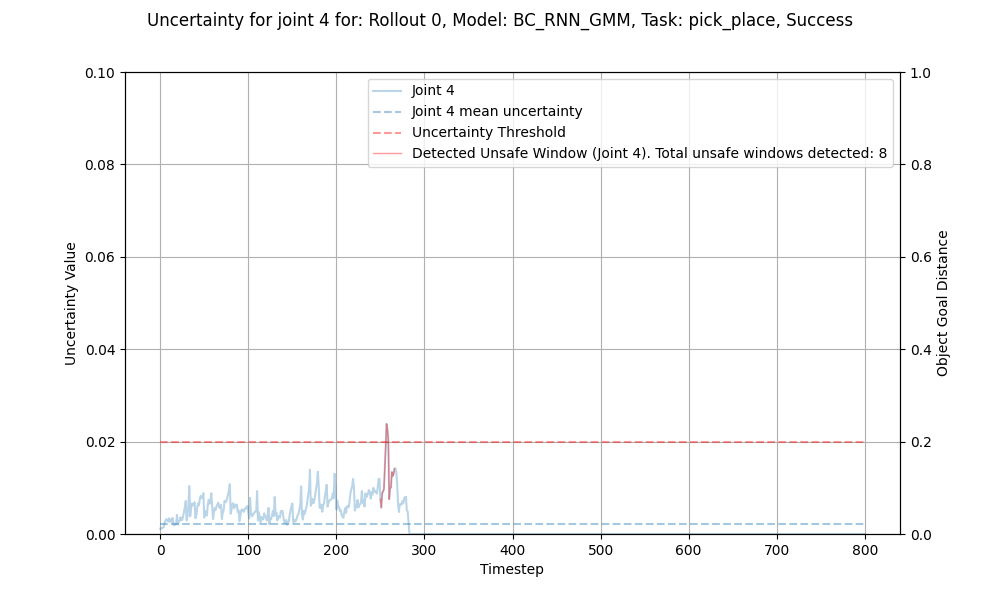 Uncertainty for joint 4 for: Rollout 0, Model: BC_RNN_GMM, Task: pick_place, Success
Joint 4
Joint 4 mean uncertainty
Uncertainty Threshold
Detected Unsafe Window (Joint 4). Total unsafe windows detected: 8
Uncertainty Value
0.10
0.08
0.06
0.04
0.02
0.00
1.0
0.8
0.6
0.4
0.2
0.0
Object Goal Distance
0 100 200 300 400 500 600 700 800
Timestep